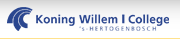 Koning Willem I College
's-HERTOGENBOSCH